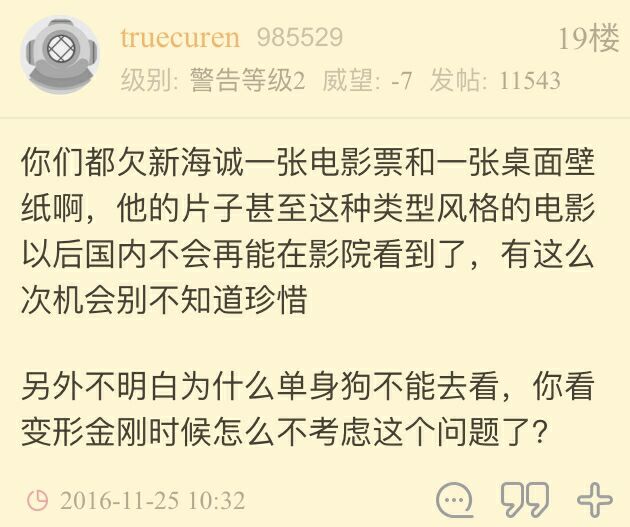 truecuren 985529 19楼
级别: 警告等级2 威望: -7 发帖: 11543
你们都欠新海诚一张电影票和一张桌面壁
纸啊，他的片子甚至这种类型风格的电影
以后国内不会再能在影院看到了，有这么
次机会别不知道珍惜
另外不明白为什么单身狗不能去看，你看
变形金刚时候怎么不考虑这个问题了？
2016-11-25 10:32